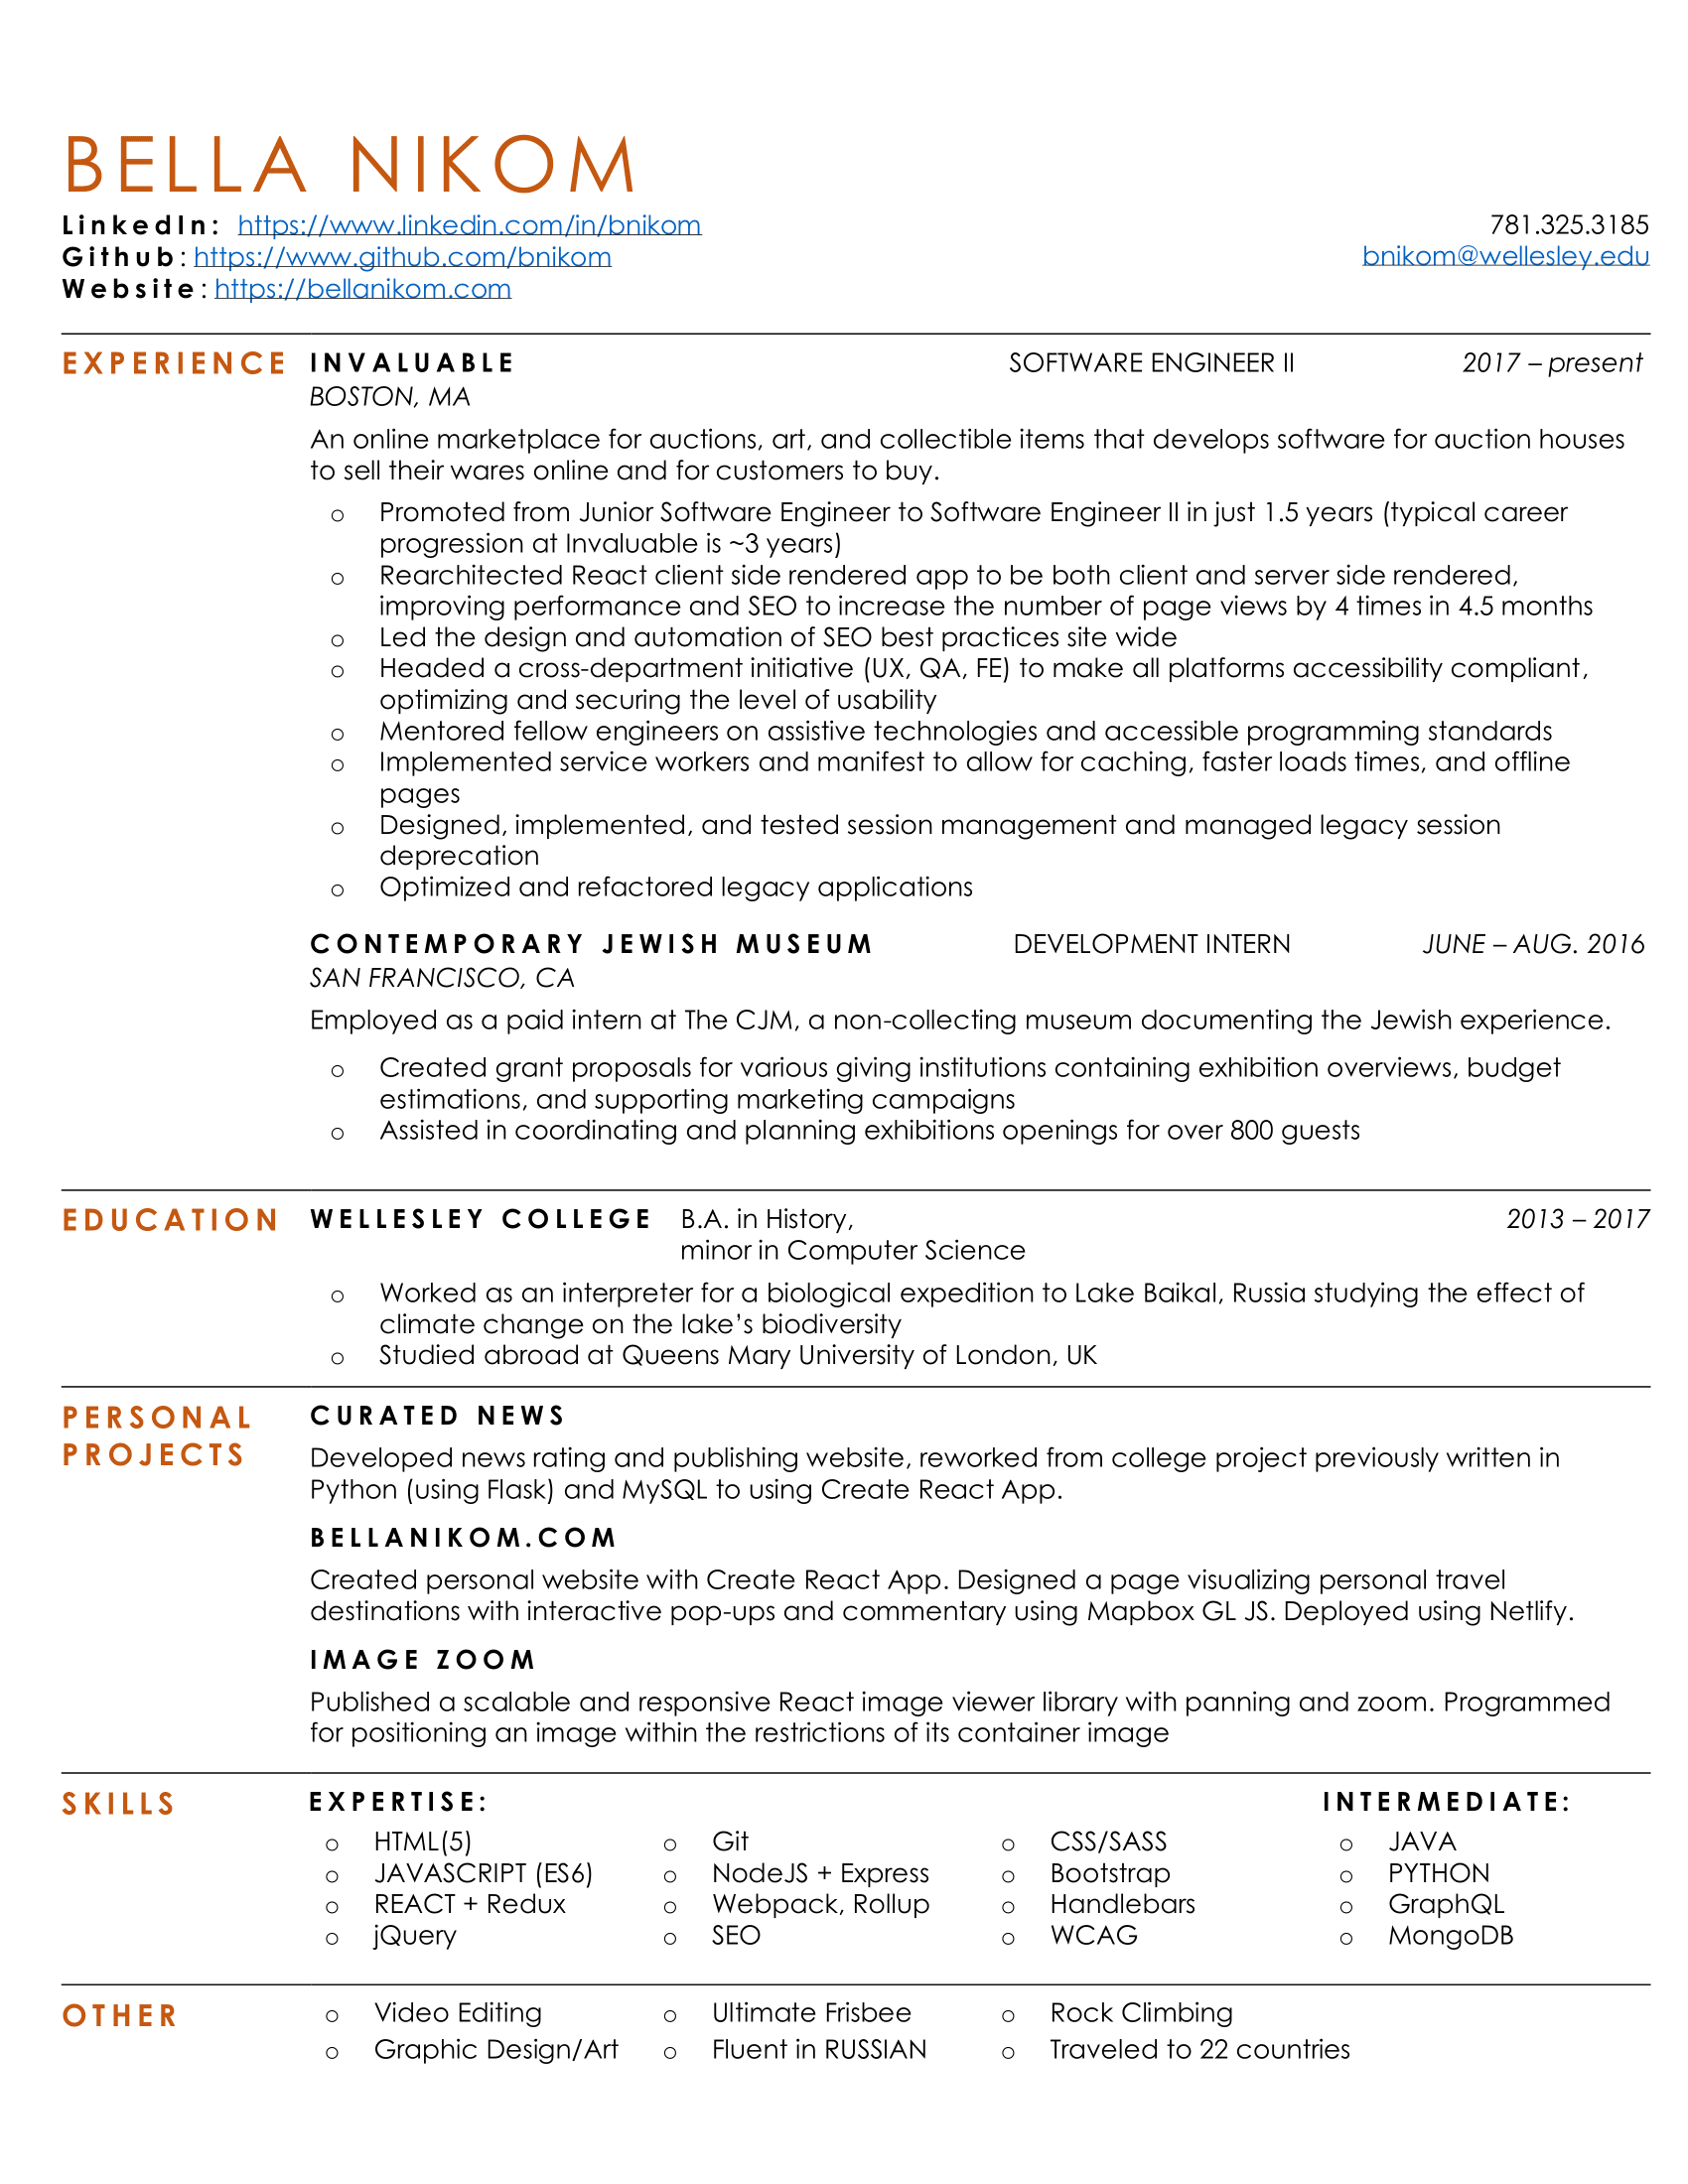 BELLA NIKOM
LinkedIn: https://www.linkedin.com/in/bnikom 781.325.3185
Github: https://www.github.com/bnikom bnikom@wellesley.edu
Website: https://bellanikom.com
EXPERIENCE INVALUABLE SOFTWARE ENGINEER II 2017 – present
BOSTON, MA
An online marketplace for auctions, art, and collectible items that develops software for auction houses
to sell their wares online and for customers to buy.
o Promoted from Junior Software Engineer to Software Engineer II in just 1.5 years (typical career
progression at Invaluable is ~3 years)
o Rearchitected React client side rendered app to be both client and server side rendered,
improving performance and SEO to increase the number of page views by 4 times in 4.5 months
o Led the design and automation of SEO best practices site wide
o Headed a cross-department initiative (UX, QA, FE) to make all platforms accessibility compliant,
optimizing and securing the level of usability
o Mentored fellow engineers on assistive technologies and accessible programming standards
o Implemented service workers and manifest to allow for caching, faster loads times, and offline
pages
o Designed, implemented, and tested session management and managed legacy session
deprecation
o Optimized and refactored legacy applications
CONTEMPORARY JEWISH MUSEUM DEVELOPMENT INTERN JUNE – AUG. 2016
SAN FRANCISCO, CA
Employed as a paid intern at The CJM, a non-collecting museum documenting the Jewish experience.
o Created grant proposals for various giving institutions containing exhibition overviews, budget
estimations, and supporting marketing campaigns
o Assisted in coordinating and planning exhibitions openings for over 800 guests
EDUCATION WELLESLEY COLLEGE B.A. in History, 2013 – 2017
minor in Computer Science
o Worked as an interpreter for a biological expedition to Lake Baikal, Russia studying the effect of
climate change on the lake’s biodiversity
o Studied abroad at Queens Mary University of London, UK
PERSONAL CURATED NEWS
PROJECTS Developed news rating and publishing website, reworked from college project previously written in
Python (using Flask) and MySQL to using Create React App.
BELLANIKOM.COM
Created personal website with Create React App. Designed a page visualizing personal travel
destinations with interactive pop-ups and commentary using Mapbox GL JS. Deployed using Netlify.
IMAGE ZOOM
Published a scalable and responsive React image viewer library with panning and zoom. Programmed
for positioning an image within the restrictions of its container image
SKILLS EXPERTISE: INTERMEDIATE:
o HTML(5) o Git o CSS/SASS o JAVA
o JAVASCRIPT (ES6) o NodeJS + Express o Bootstrap o PYTHON
o REACT + Redux o Webpack, Rollup o Handlebars o GraphQL
o jQuery o SEO o WCAG o MongoDB
OTHER o Video Editing o Ultimate Frisbee o Rock Climbing
o Graphic Design/Art o Fluent in RUSSIAN o Traveled to 22 countries